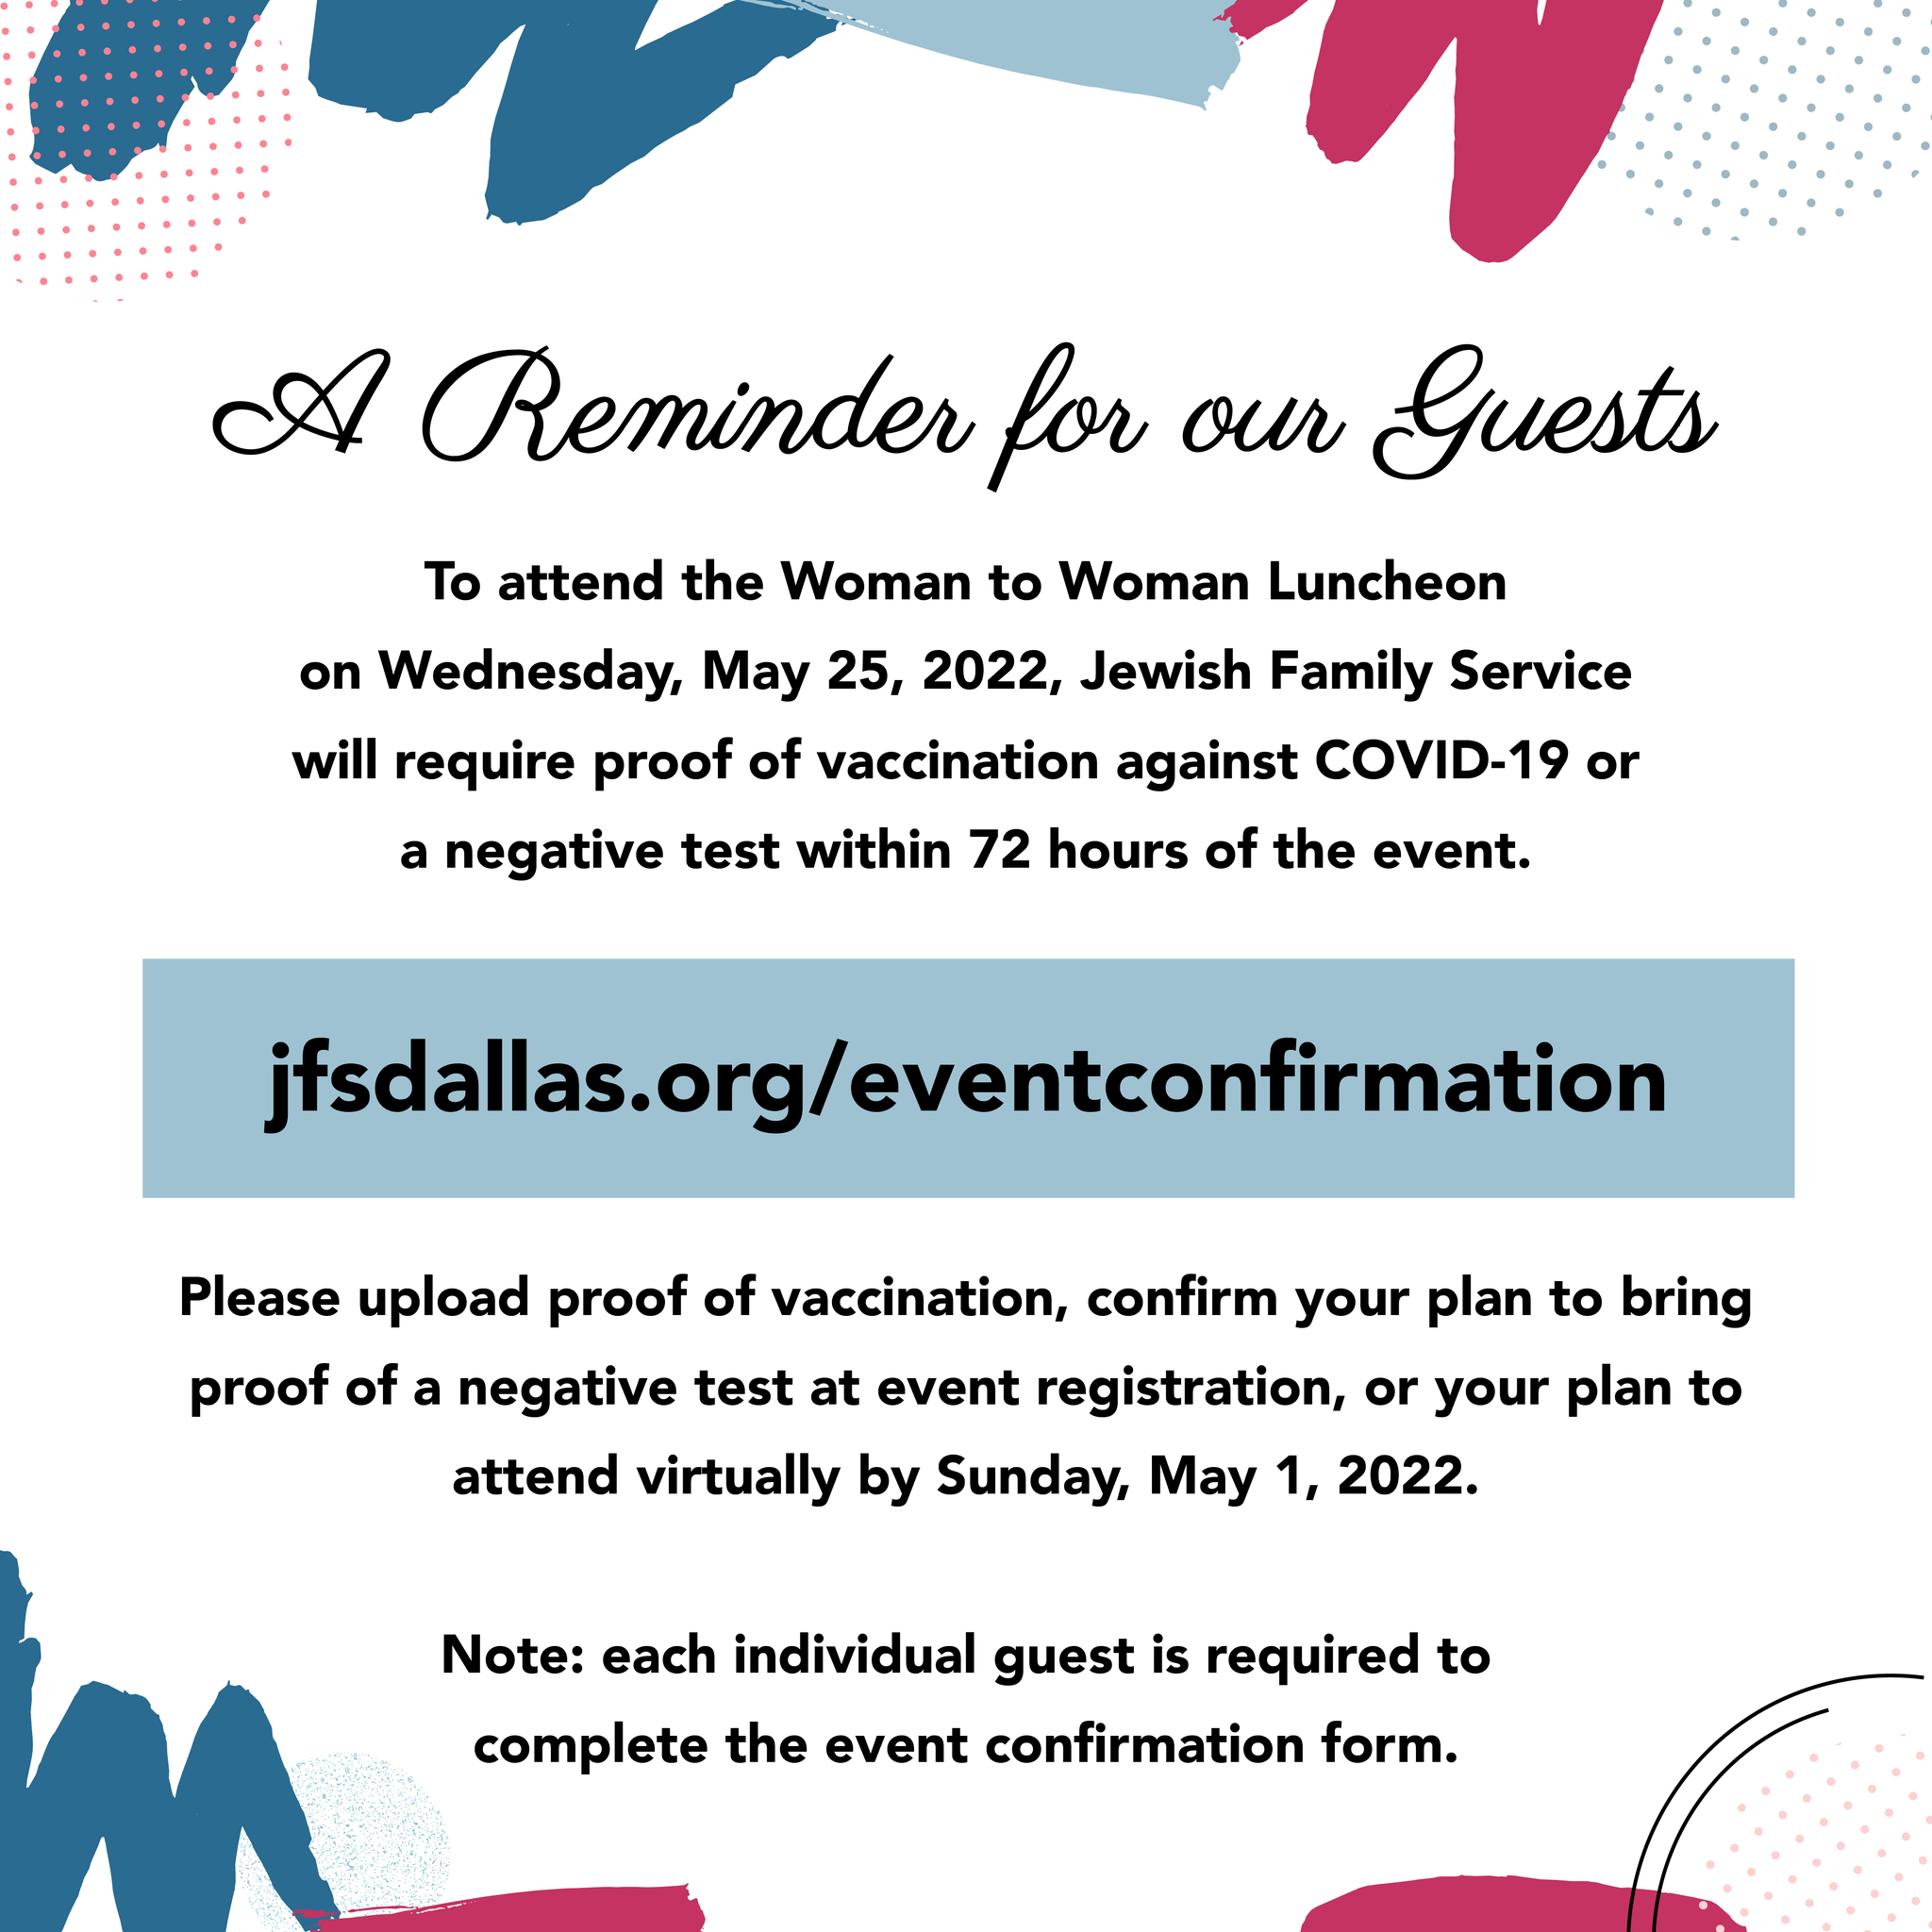 A Reminder for our Guests
To attend the Woman to Woman Luncheon
on Wednesday, May 25, 2022, Jewish Family Service
will require proof of vaccination against COVID-19 or
a negative test within 72 hours of the event.
jfsdallas.org/eventconfirmation
Please upload proof of vaccination, confirm your plan to bring
proof of a negative test at event registration, or your plan to
attend virtually by Sunday, May 1, 2022.
Note: each individual guest is required to
complete the event confirmation form.